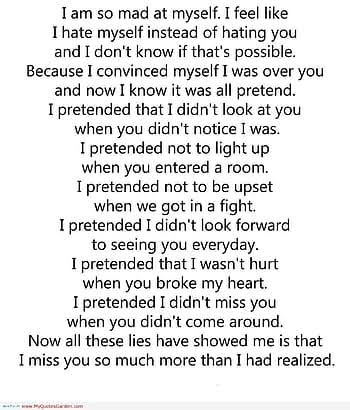 I am so mad at myself. I feel like
I hate myself instead of hating you
and I don't know if that's possible.
Because I convinced myself I was over you
and now I know it was all pretend.
I pretended that I didn't look at you
when you didn't notice I was.
I pretended not to light up
when you entered a room.
I pretended not to be upset
when we got in a fight.
I pretended I didn't look forward
to seeing you everyday.
I pretended that I wasn't hurt
when you broke my heart.
I pretended I didn't miss you
when you didn't come around.
Now all these lies have showed me is that
I miss you so much more than I had realized.
www.MyQuotesGarden.com